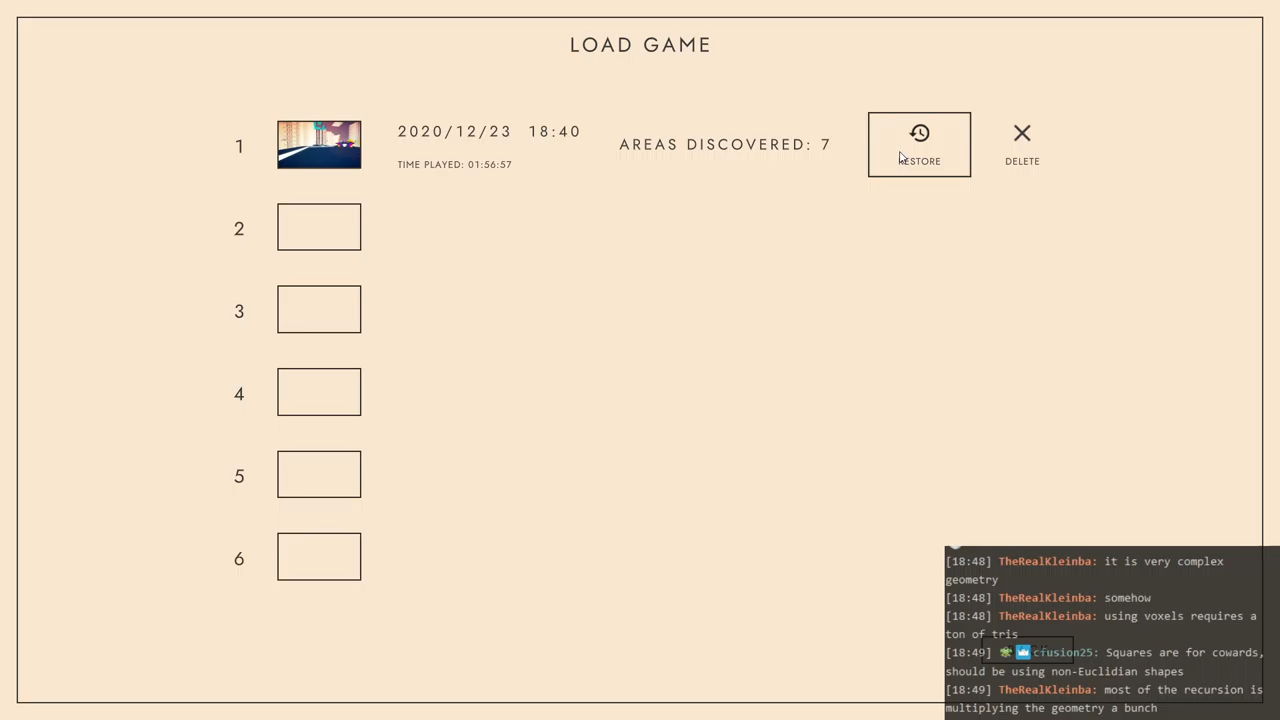 LOAD GAME
1
2020/12/23 18:40
TIME PLAYED: 01:56:57
AREAS DISCOVERED: 7
RESTORE
DELETE
2
3
4
5
6
[18:48] TheRealKleinba: it is very complex
geometry
[18:48] TheRealKleinba: somehow
[18:48] TheRealKleinba: using voxels requires a
ton of tris
[18:49] cfusion25: Squares are for cowards,
should be using non-Euclidian shapes
[18:49] TheRealKleinba: most of the recursion is
multiplying the geometry a bunch